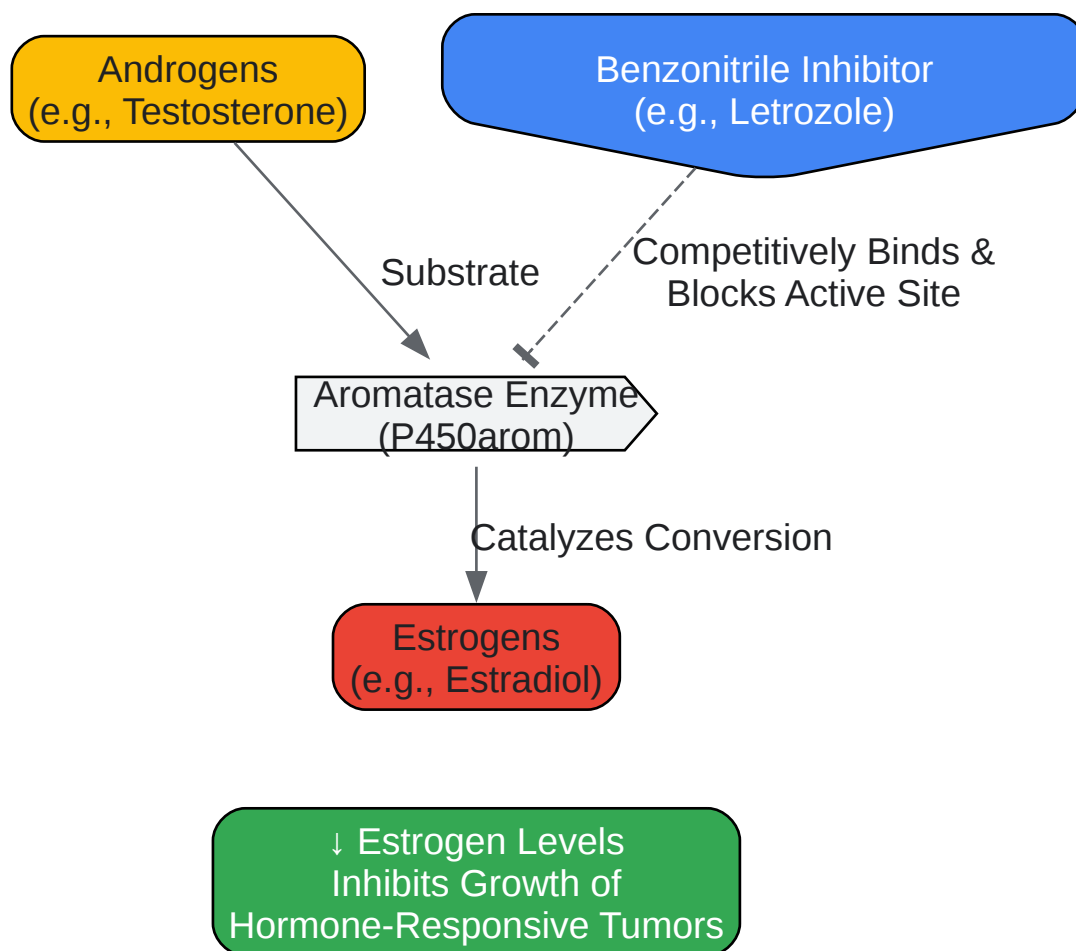 Androgens
(e.g., Testosterone)
Benzonitrile Inhibitor
(e.g., Letrozole)
Substrate
Competitively Binds &
Blocks Active Site
Aromatase Enzyme
(P450arom)
Catalyzes Conversion
Estrogens
(e.g., Estradiol)
↓ Estrogen Levels
Inhibits Growth of
Hormone-Responsive Tumors